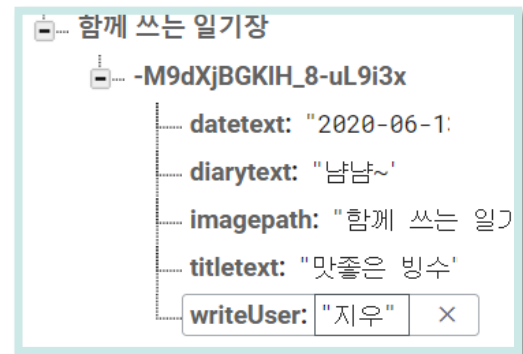 함께 쓰는 일기장
-M9dXjBGKIH_8-uL9i3x
datetext: "2020-06-1
diarytext: "냠냠~"
imagepath: "함께 쓰는 일기
titletext: "맛좋은 빙수"
writeUser: "지우" ×